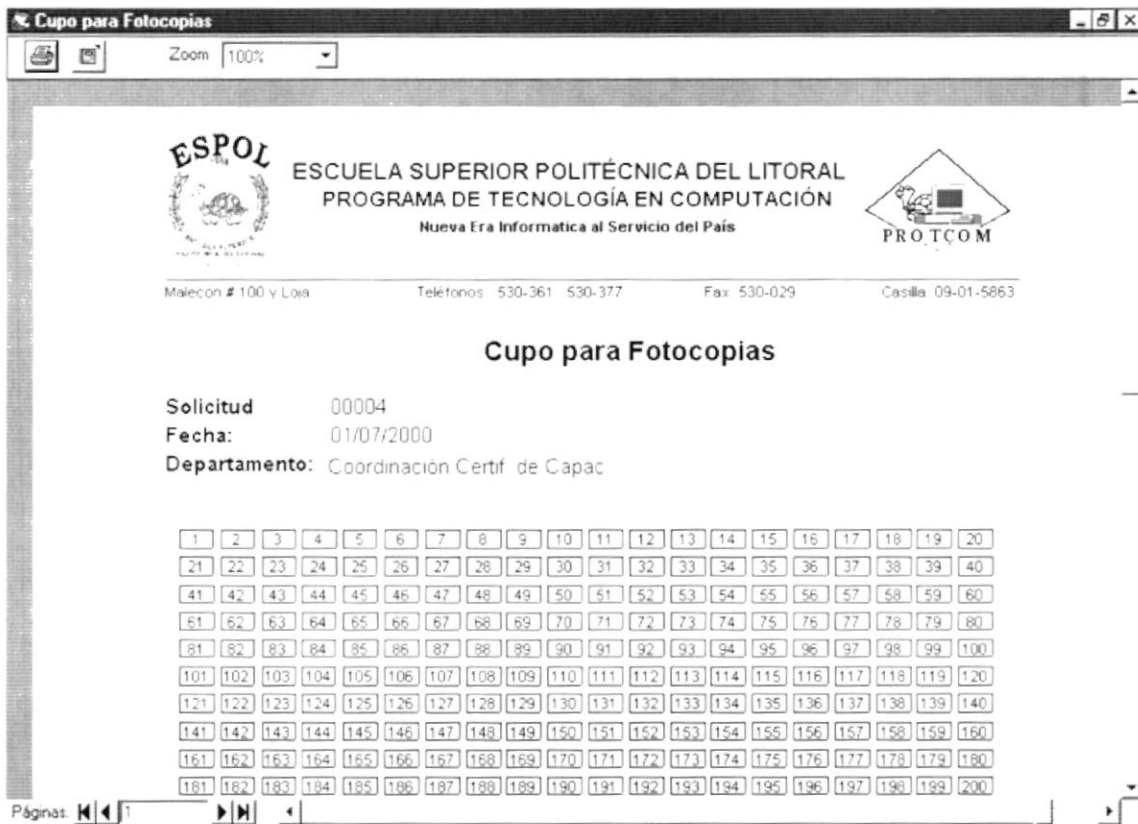 Cupo para Fotocopias
Zoom 100%
ESPOL
ESCUELA SUPERIOR POLITÉCNICA DEL LITORAL
PROGRAMA DE TECNOLOGÍA EN COMPUTACIÓN
Nueva Era Informatica al Servicio del País
PROTCOM
Malecon # 100 y Loja Teléfonos 530-361 530-377 Fax 530-029 Casilla 09-01-5863
Cupo para Fotocopias
Solicitud 00004
Fecha: 01/07/2000
Departamento: Coordinación Certif de Capac
1 2 3 4 5 6 7 8 9 10 11 12 13 14 15 16 17 18 19 20
21 22 23 24 25 26 27 28 29 30 31 32 33 34 35 36 37 38 39 40
41 42 43 44 45 46 47 48 49 50 51 52 53 54 55 56 57 58 59 60
61 62 63 64 65 66 67 68 69 70 71 72 73 74 75 76 77 78 79 80
81 82 83 84 85 86 87 88 89 90 91 92 93 94 95 96 97 98 99 100
101 102 103 104 105 106 107 108 109 110 111 112 113 114 115 116 117 118 119 120
121 122 123 124 125 126 127 128 129 130 131 132 133 134 135 136 137 138 139 140
141 142 143 144 145 146 147 148 149 150 151 152 153 154 155 156 157 158 159 160
161 162 163 164 165 166 167 168 169 170 171 172 173 174 175 176 177 178 179 180
181 182 183 184 185 186 187 188 189 190 191 192 193 194 195 196 197 198 199 200
Páginas: 1